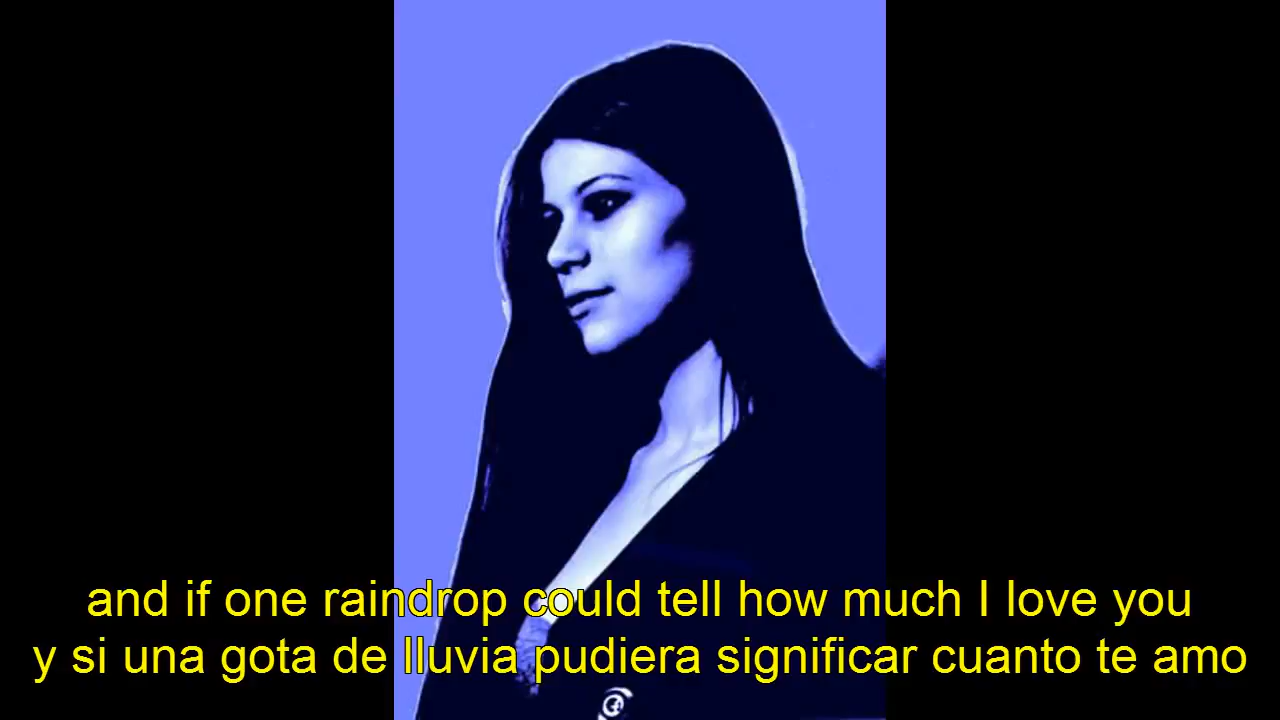 and if one raindrop could tell how much I love you
y si una gota de lluvia pudiera significar cuanto te amo